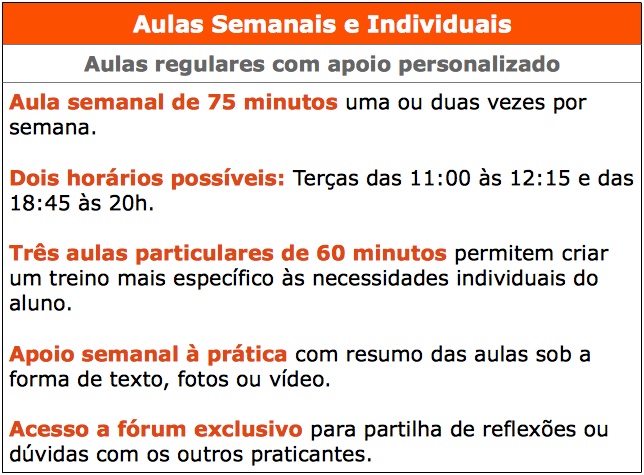 Aulas Semanais e Individuais
Aulas regulares com apoio personalizado
Aula semanal de 75 minutos uma ou duas vezes por
semana.
Dois horários possíveis: Terças das 11:00 às 12:15 e das
18:45 às 20h.
Três aulas particulares de 60 minutos permitem criar
um treino mais específico às necessidades individuais do
aluno.
Apoio semanal à prática com resumo das aulas sob a
forma de texto, fotos ou vídeo.
Acesso a fórum exclusivo para partilha de reflexões ou
dúvidas com os outros praticantes.